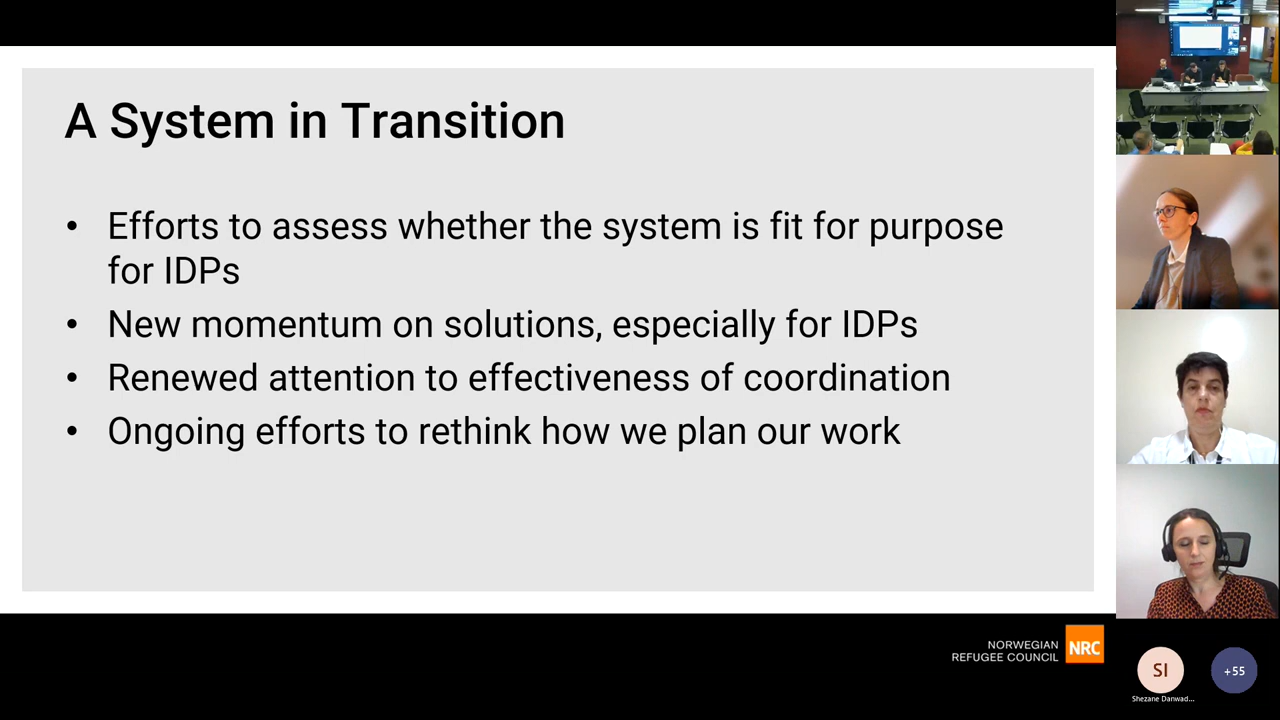 A System in Transition
• Efforts to assess whether the system is fit for purpose
for IDPs
• New momentum on solutions, especially for IDPs
• Renewed attention to effectiveness of coordination
• Ongoing efforts to rethink how we plan our work
NORWEGIAN
REFUGEE COUNCIL
NRC
SI
+55
Shezane Danwad...